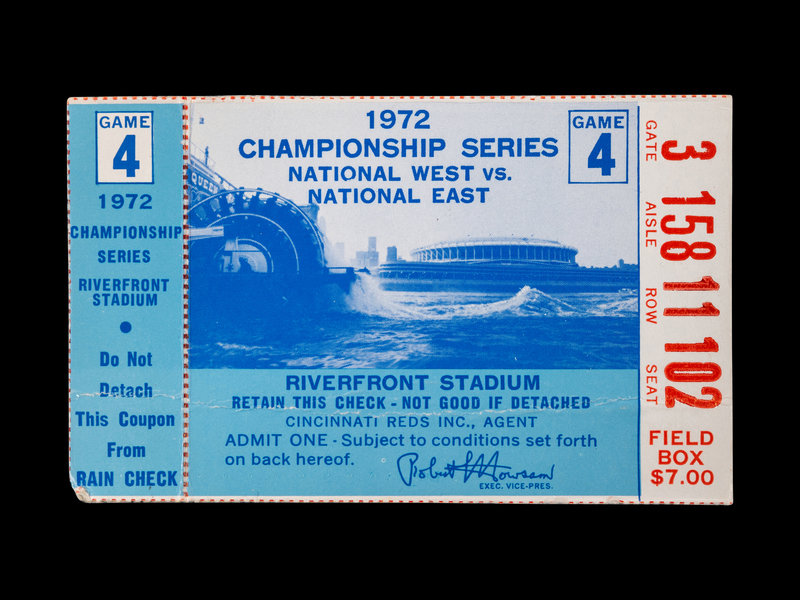 GAME
4
1972
CHAMPIONSHIP
SERIES
RIVERFRONT
STADIUM
Do Not
Detach
This Coupon
From
RAIN CHECK
1972
CHAMPIONSHIP SERIES
NATIONAL WEST vs.
NATIONAL EAST
GAME
4
QUEEN
RIVERFRONT STADIUM
RETAIN THIS CHECK - NOT GOOD IF DETACHED
CINCINNATI REDS INC., AGENT
ADMIT ONE - Subject to conditions set forth
on back hereof.
Robert L Howsam
EXEC. VICE-PRES.
GATE 3
AISLE 158
ROW 11
SEAT 102
FIELD
BOX
$7.00